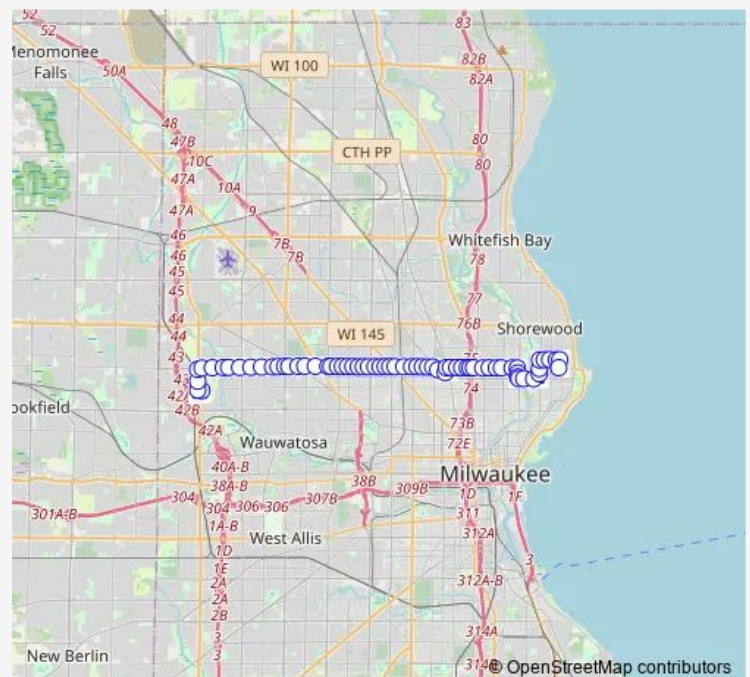 52
52
83
Menomonee
Falls
50A
WI 100
82B
82A
48
47B
10C
CTH PP
80
80
47A
10A
47A
9
46
7B
7B
Whitefish Bay
46
45
78
45
77
44
WI 145
76B
Shorewood
44
43
75
43
74
42A
42B
ookfield
42A
73B
Wauwatosa
72E
40A-B
38A-B
38B
Milwaukee
304
304
306
306
307B
309B
1D
1F
301A-B
1A-B
311
312A
West Allis
1D
1E
2A
2A
2B
3
312A-B
3
314A
New Berlin
3
314
© OpenStreetMap contributors